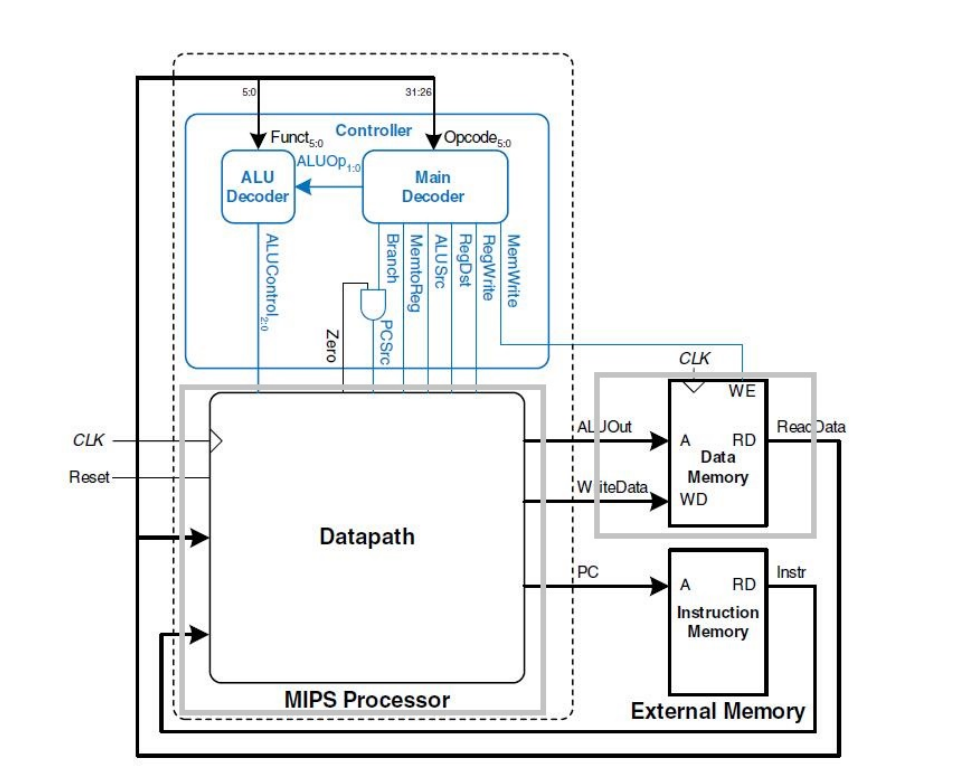 5:0
31:26
Controller
Funct5:0
Opcode5:0
ALUOp1:0
ALU
Decoder
Main
Decoder
ALUControl2:0
Branch
MemtoReg
ALUSrc
RegDst
RegWrite
MemWrite
Zero
PCSrc
CLK
WE
CLK
Reset
ALUOut
A
RD
ReadData
Data
Memory
WriteData
WD
Datapath
PC
A
RD
Instr
Instruction
Memory
MIPS Processor
External Memory